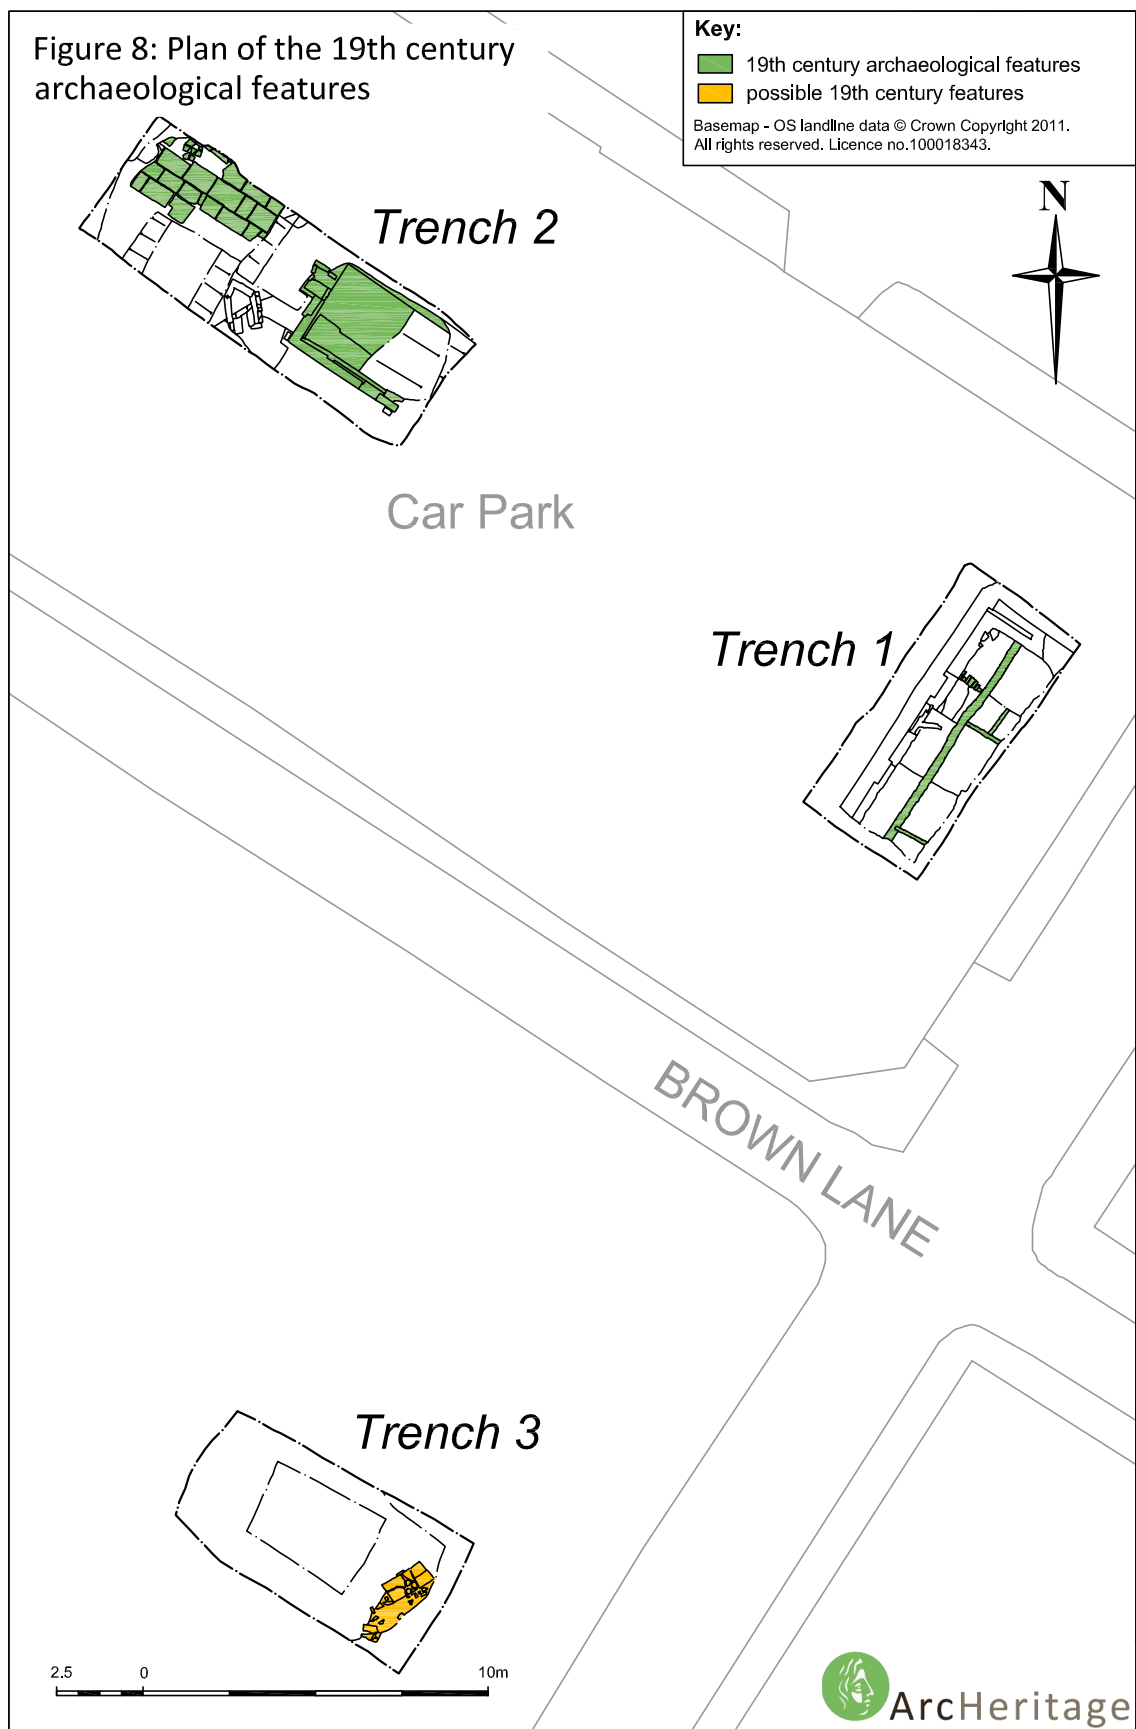 Figure 8: Plan of the 19th century
archaeological features
Key:
19th century archaeological features
possible 19th century features
Basemap - OS landline data © Crown Copyright 2011.
All rights reserved. Licence no.100018343.
N
Trench 2
Car Park
Trench 1
BROWN LANE
Trench 3
2.5 0 10m
ArcHeritage